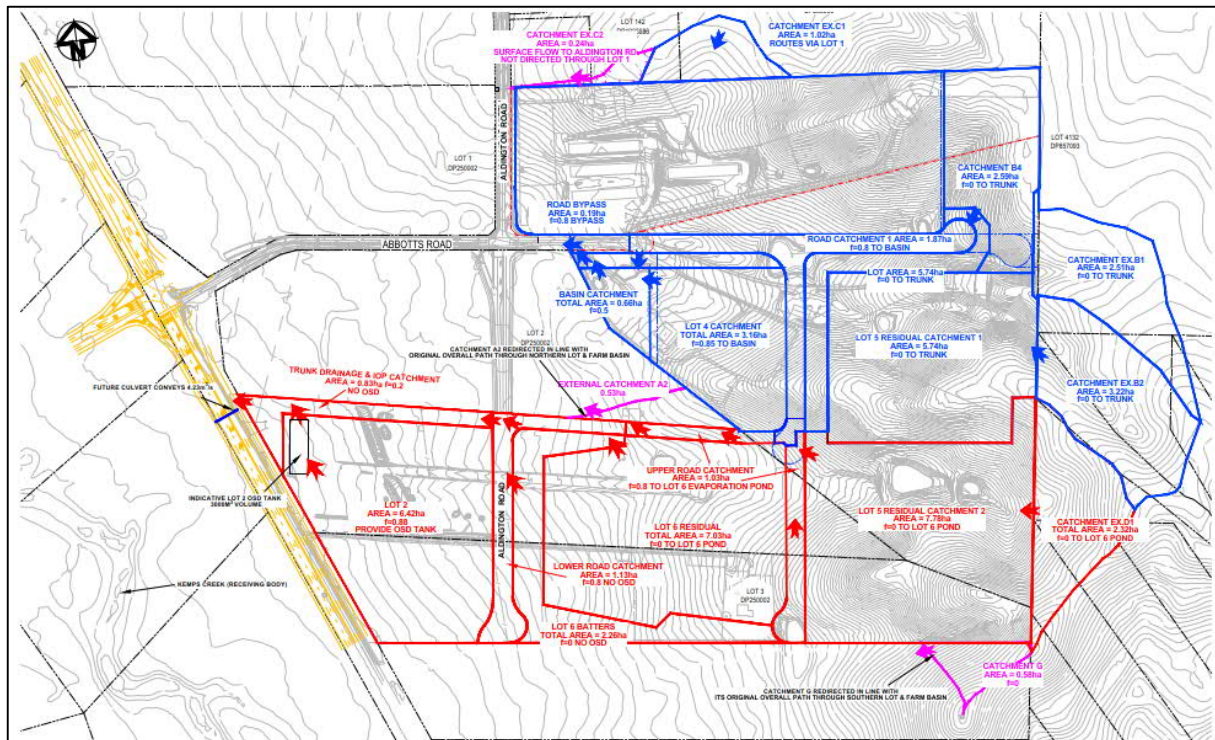 LOT 142
CATCHMENT EX.C2
AREA = 0.24ha
SURFACE FLOW TO ALDINGTON RD
NOT DIRECTED THROUGH LOT 1
CATCHMENT EX.C1
AREA = 1.02ha
ROUTES VIA LOT 1
LOT 4132
DP857093
LOT 1
DP250002
ALDINGTON ROAD
CATCHMENT B4
AREA = 2.59ha
f=0 TO TRUNK
ROAD BYPASS
AREA = 0.19ha
f=0.8 BYPASS
ABBOTTS ROAD
ROAD CATCHMENT 1 AREA = 1.87ha
f=0.8 TO BASIN
CATCHMENT EX.B1
AREA = 2.51ha
f=0 TO TRUNK
LOT AREA = 5.74ha
f=0 TO TRUNK
BASIN CATCHMENT
TOTAL AREA = 0.66ha
f=0.5
LOT 4 CATCHMENT
TOTAL AREA = 3.16ha
f=0.85 TO BASIN
LOT 5 RESIDUAL CATCHMENT 1
AREA = 5.74ha
f=0 TO TRUNK
LOT 2
DP250002
CATCHMENT A2 REDIRECTED IN LINE WITH
ORIGINAL OVERALL PATH THROUGH NORTHERN LOT & FARM BASIN
TRUNK DRAINAGE & IOP CATCHMENT
AREA = 0.83ha f=0.2
NO OSD
EXTERNAL CATCHMENT A2
0.53ha
CATCHMENT EX.B2
AREA = 3.22ha
f=0 TO TRUNK
FUTURE CULVERT CONVEYS 4.23m³/s
UPPER ROAD CATCHMENT
AREA = 1.03ha
f=0.8 TO LOT 6 EVAPORATION POND
INDICATIVE LOT 2 OSD TANK
3000M³ VOLUME
LOT 2
AREA = 6.42ha
f=0.80
PROVIDE OSD TANK
ALDINGTON ROAD
LOT 6 RESIDUAL
TOTAL AREA = 7.03ha
f=0 TO LOT 6 POND
LOT 5 RESIDUAL CATCHMENT 2
AREA = 7.78ha
f=0 TO LOT 6 POND
CATCHMENT EX.D1
TOTAL AREA = 2.32ha
f=0 TO LOT 6 POND
LOWER ROAD CATCHMENT
AREA = 1.13ha
f=0.8 NO OSD
KEMPS CREEK (RECEIVING BODY)
LOT 3
DP250002
LOT 6 BATTERS
TOTAL AREA = 2.26ha
f=0 NO OSD
CATCHMENT G
AREA = 0.58ha
f=0
CATCHMENT G REDIRECTED IN LINE WITH
ITS ORIGINAL OVERALL PATH THROUGH SOUTHERN LOT & FARM BASIN